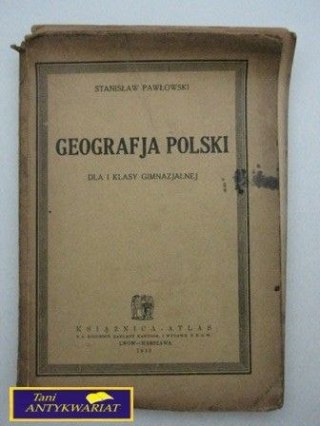 STANISŁAW PAWŁOWSKI
GEOGRAFJA POLSKI
DLA I KLASY GIMNAZJALNEJ
KSIĄŻNICA-ATLAS
LWÓW-WARSZAWA
Tani
ANTYKWARIAT